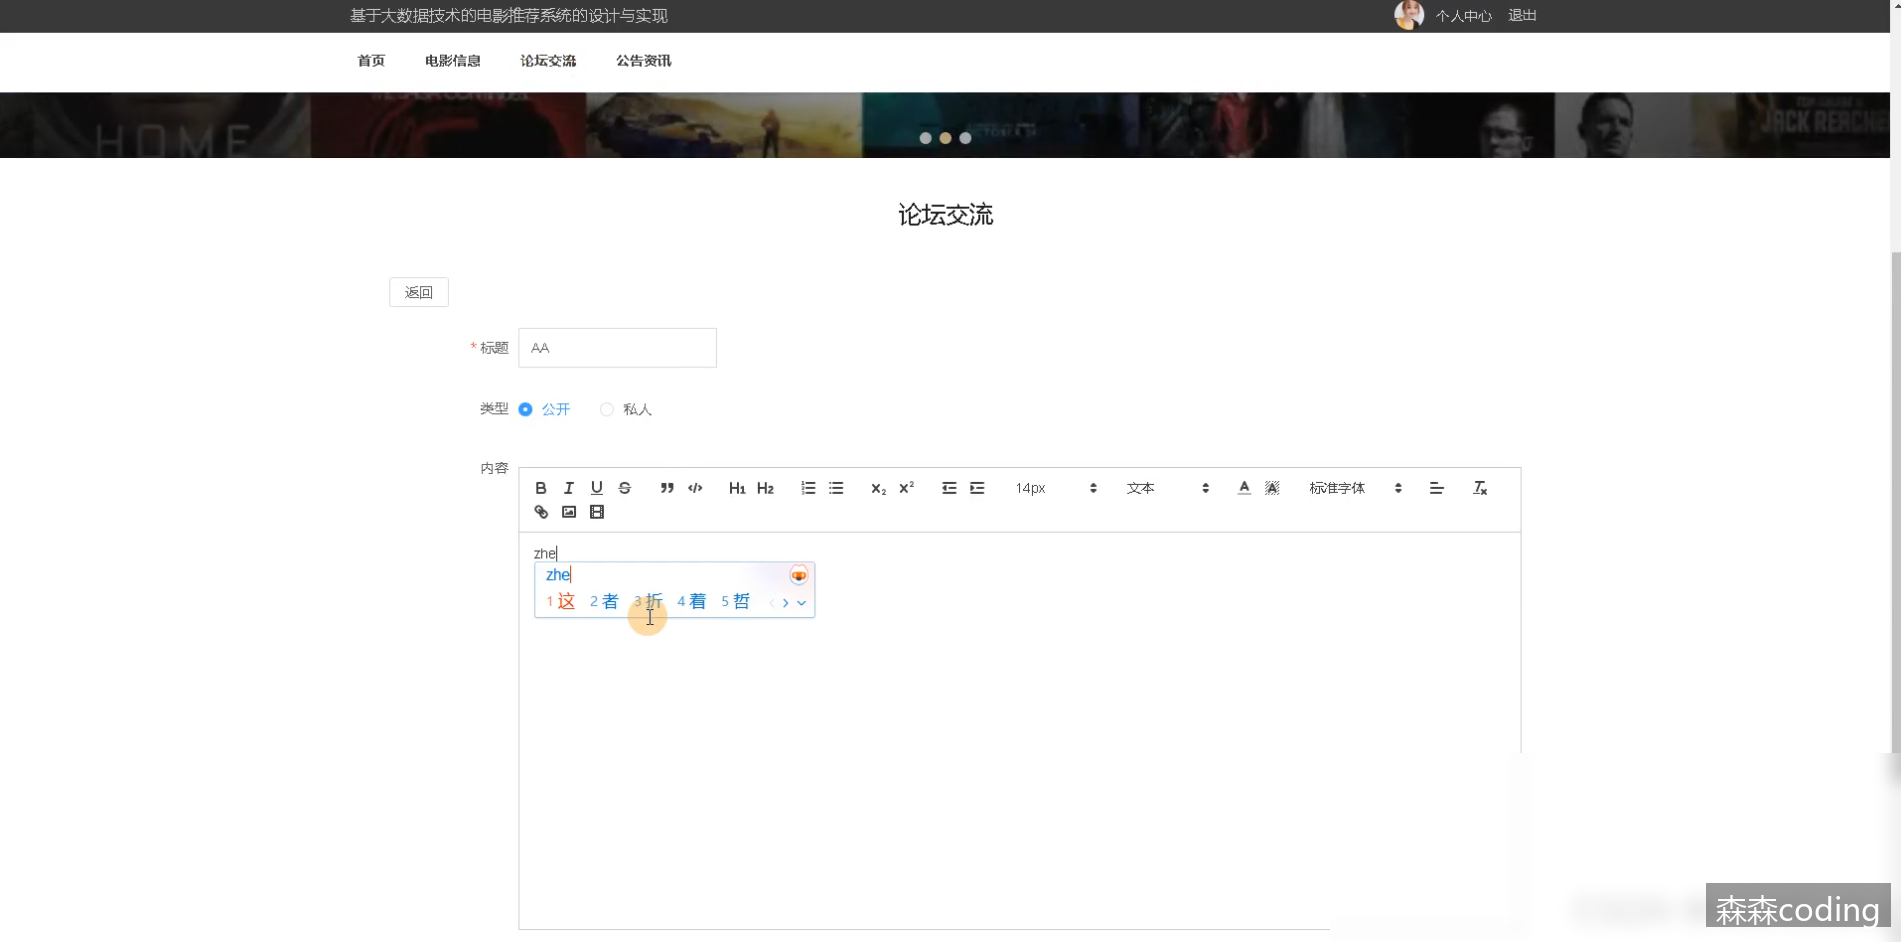 基于大数据技术的电影推荐系统的设计与实现 个人中心 退出
首页 电影信息 论坛交流 公告资讯
HOME JACK REACHER
论坛交流
返回
* 标题 AA
类型 公开 私人
内容
B I U S H1 H2 x₂ x² 14px 文本 A A 标准字体
zhe
zhe
1 这 2 者 3 折 4 着 5 哲
森森coding